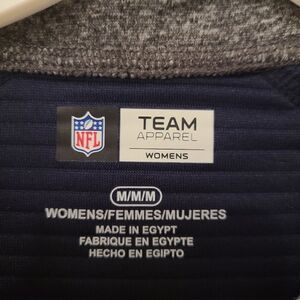 NFL
TEAM
APPAREL
WOMENS
M/M/M
WOMENS/FEMMES/MUJERES
MADE IN EGYPT
FABRIQUE EN EGYPTE
HECHO EN EGIPTO